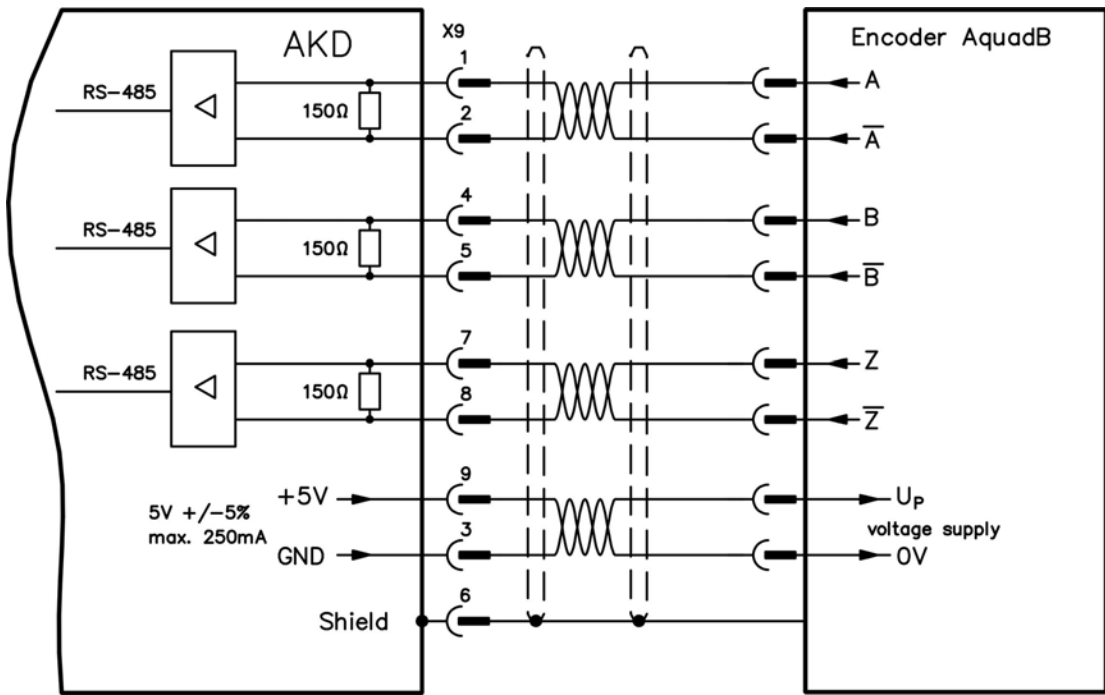 AKD
X9
Encoder AquadB
1
RS-485
150Ω
A
2
A̅
4
RS-485
150Ω
B
5
B̅
7
RS-485
150Ω
Z
8
Z̅
9
+5V
U_P
5V +/-5%
max. 250mA
voltage supply
3
GND
0V
6
Shield